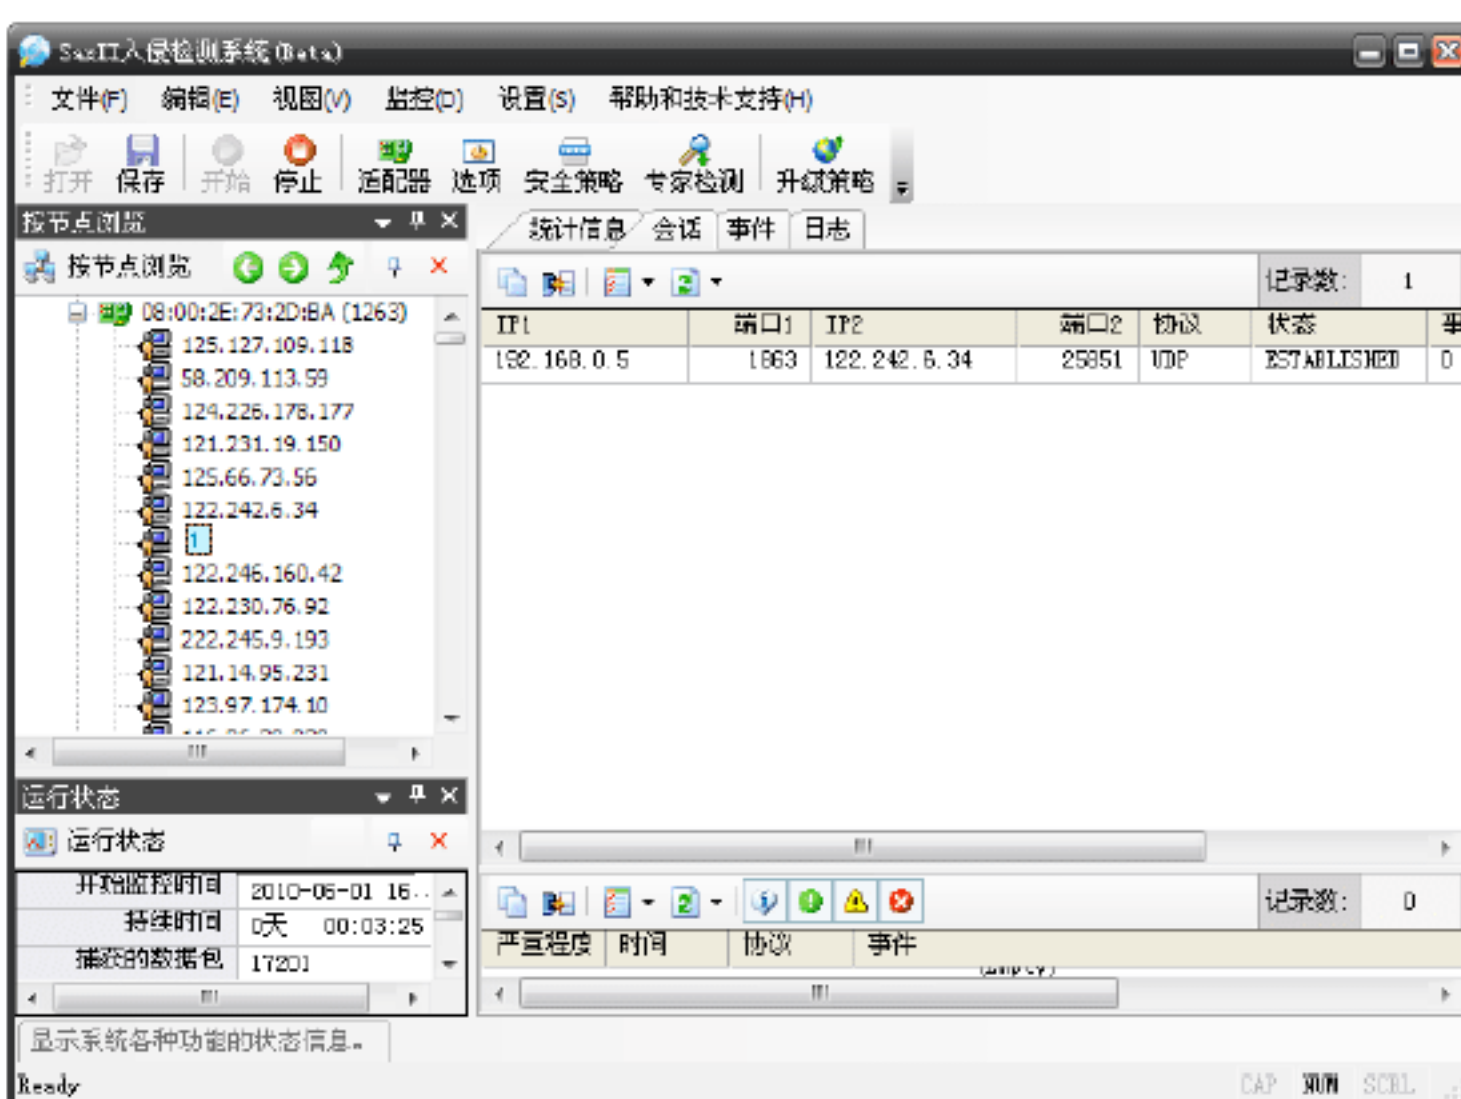 SaxII入侵检测系统(Beta)
文件(F) 编辑(E) 视图(V) 监控(D) 设置(S) 帮助和技术支持(H)
打开 保存 开始 停止 适配器 选项 安全策略 专家检测 升级策略
按节点浏览
统计信息 会话 事件 日志
按节点浏览
记录数: 1
08:00:2E:73:2D:BA (1263)
125.127.109.118
58.209.113.59
124.226.178.177
121.231.19.150
125.66.73.56
122.242.6.34
1
122.246.160.42
122.230.76.92
222.245.9.193
121.14.95.231
123.97.174.10
IP1 端口1 IP2 端口2 协议 状态
192.168.0.5 1863 122.242.6.34 25851 UDP ESTABLISHED 0
运行状态
运行状态
开始监控时间 2010-06-01 16..
持续时间 0天 00:03:25
捕获的数据包 17201
记录数: 0
严重程度 时间 协议 事件
显示系统各种功能的状态信息。
Ready
CAP NUM SCRL